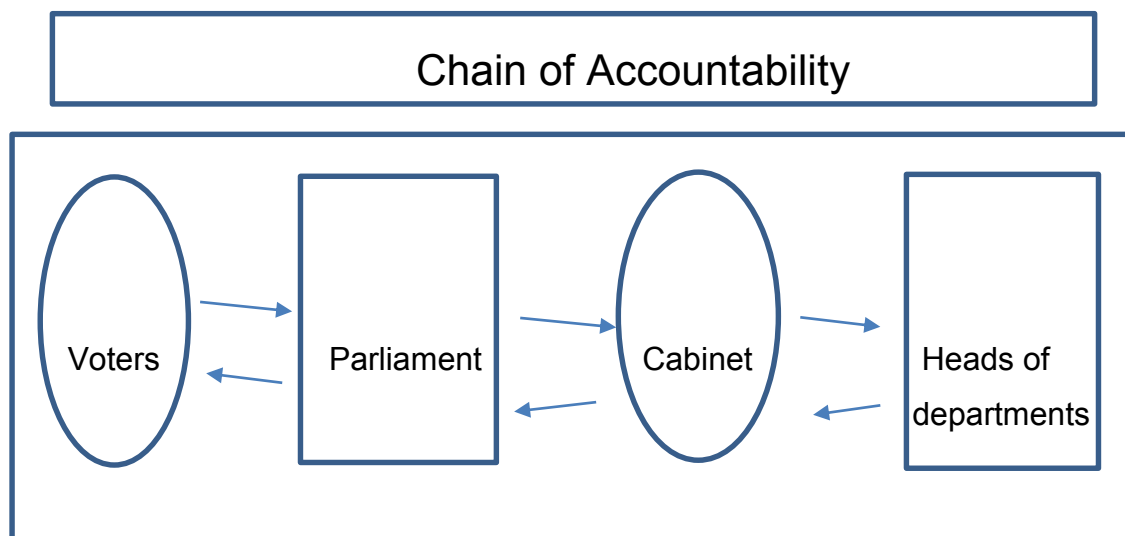 Chain of Accountability
Voters
Parliament
Cabinet
Heads of
departments